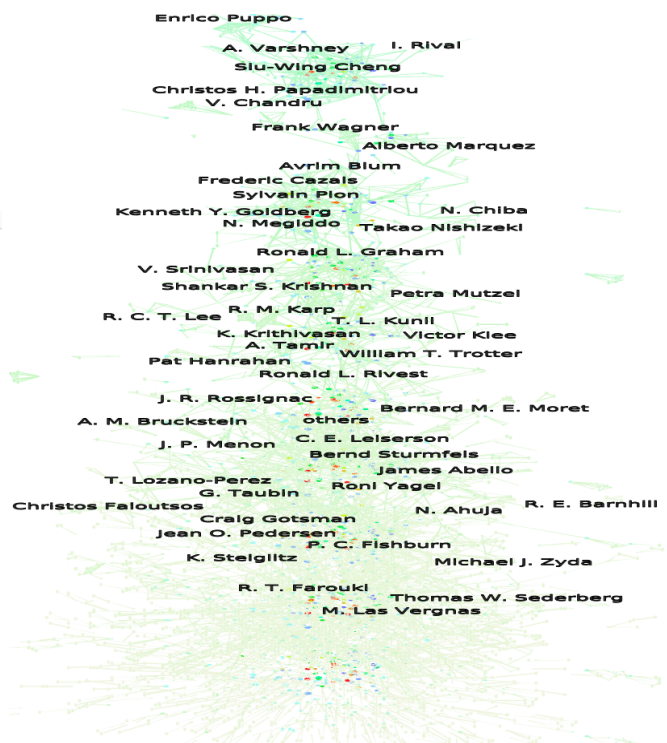 Enrico Puppo
I. Rival
A. Varshney
Siu-Wing Cheng
Christos H. Papadimitriou
V. Chandru
Frank Wagner
Alberto Marquez
Avrim Blum
Frederic Cazals
Sylvain Pion
Kenneth Y. Goldberg
N. Chiba
N. Megiddo
Takao Nishizeki
Ronald L. Graham
V. Srinivasan
Shankar S. Krishnan
Petra Mutzel
R. M. Karp
R. C. T. Lee
T. L. Kunii
K. Krithivasan
Victor Klee
A. Tamir
William T. Trotter
Pat Hanrahan
Ronald L. Rivest
J. R. Rossignac
Bernard M. E. Moret
A. M. Bruckstein
others
C. E. Leiserson
J. P. Menon
Bernd Sturmfels
James Abello
T. Lozano-Perez
Roni Yagel
G. Taubin
Christos Faloutsos
R. E. Barnhill
N. Ahuja
Craig Gotsman
Jean O. Pedersen
P. C. Fishburn
K. Steiglitz
Michael J. Zyda
R. T. Farouki
Thomas W. Sederberg
M. Las Vergnas